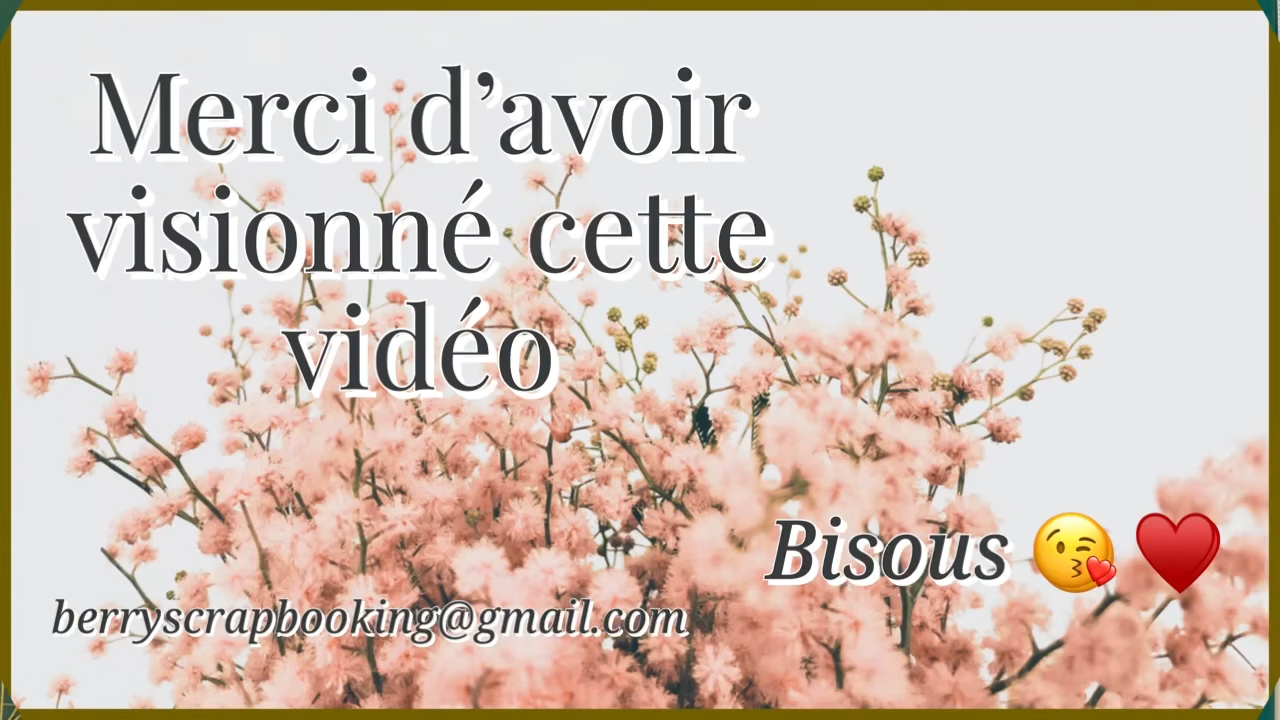 Merci d’avoir
visionné cette
vidéo
Bisous 😘 ♥️
berryscrapbooking@gmail.com